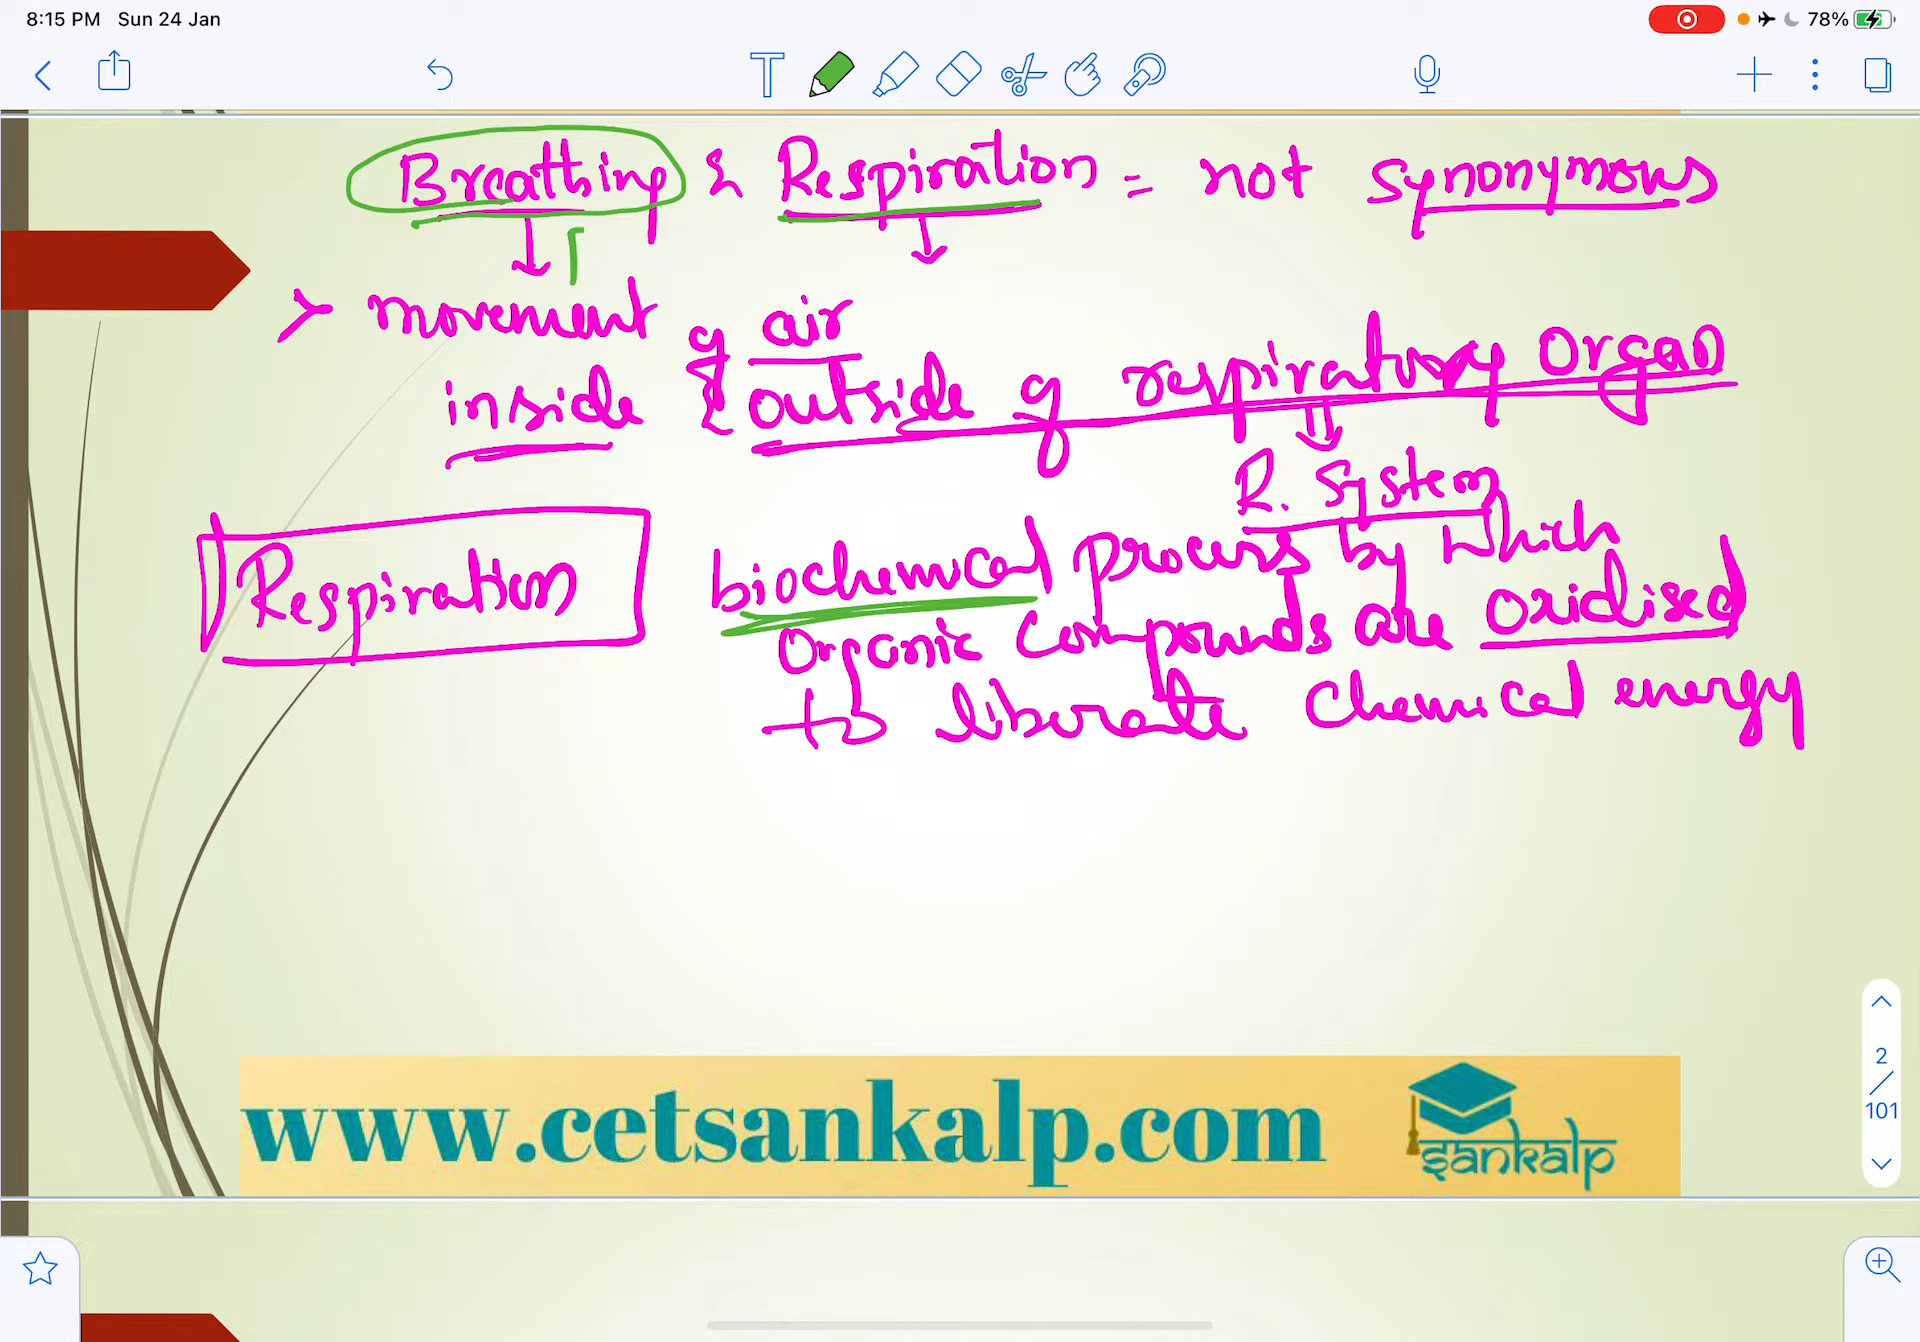 8:15 PM Sun 24 Jan
78%
Breathing & Respiration = not synonymous
movement of air
inside & outside of respiratory organ
R. System
Respiration
biochemical process by which
organic compounds are oxidised
to liberate chemical energy
2
101
www.cetsankalp.com
sankalp